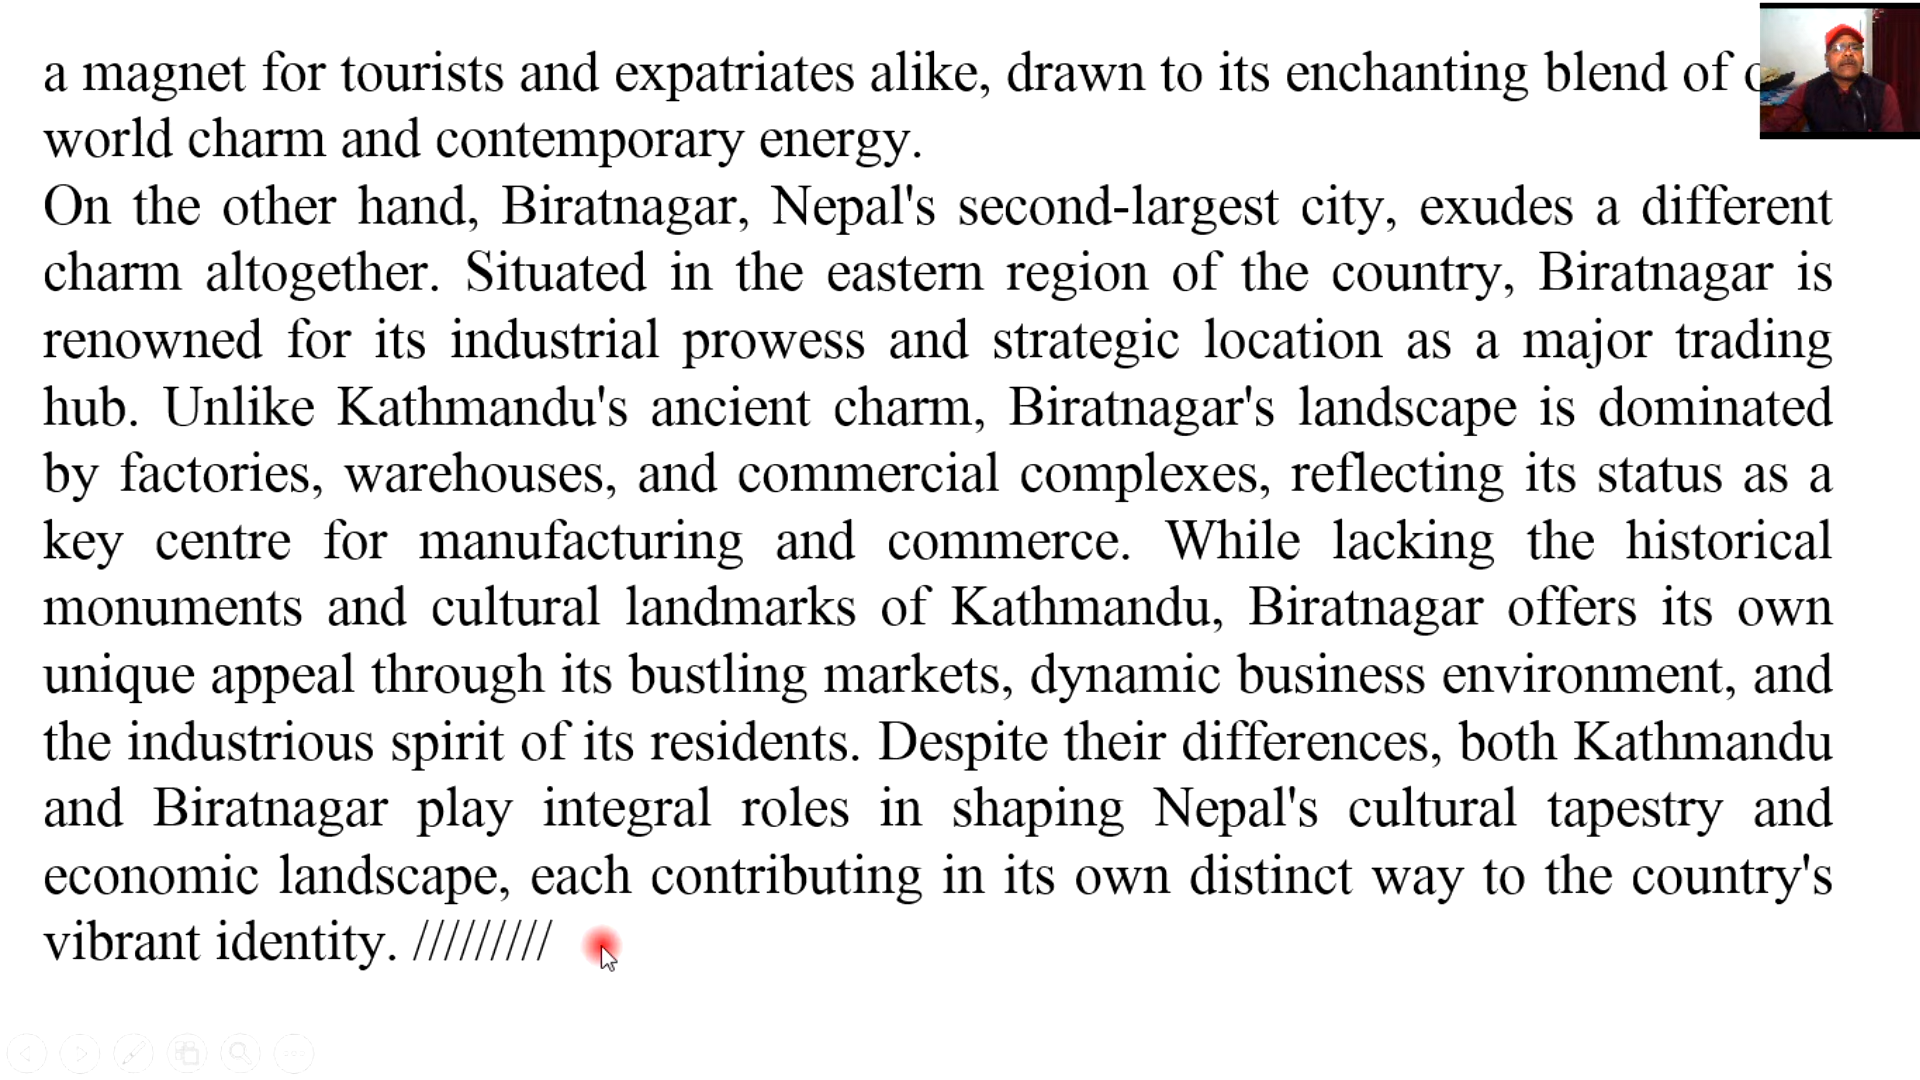 a magnet for tourists and expatriates alike, drawn to its enchanting blend of
world charm and contemporary energy.
On the other hand, Biratnagar, Nepal's second-largest city, exudes a different
charm altogether. Situated in the eastern region of the country, Biratnagar is
renowned for its industrial prowess and strategic location as a major trading
hub. Unlike Kathmandu's ancient charm, Biratnagar's landscape is dominated
by factories, warehouses, and commercial complexes, reflecting its status as a
key centre for manufacturing and commerce. While lacking the historical
monuments and cultural landmarks of Kathmandu, Biratnagar offers its own
unique appeal through its bustling markets, dynamic business environment, and
the industrious spirit of its residents. Despite their differences, both Kathmandu
and Biratnagar play integral roles in shaping Nepal's cultural tapestry and
economic landscape, each contributing in its own distinct way to the country's
vibrant identity. /////////